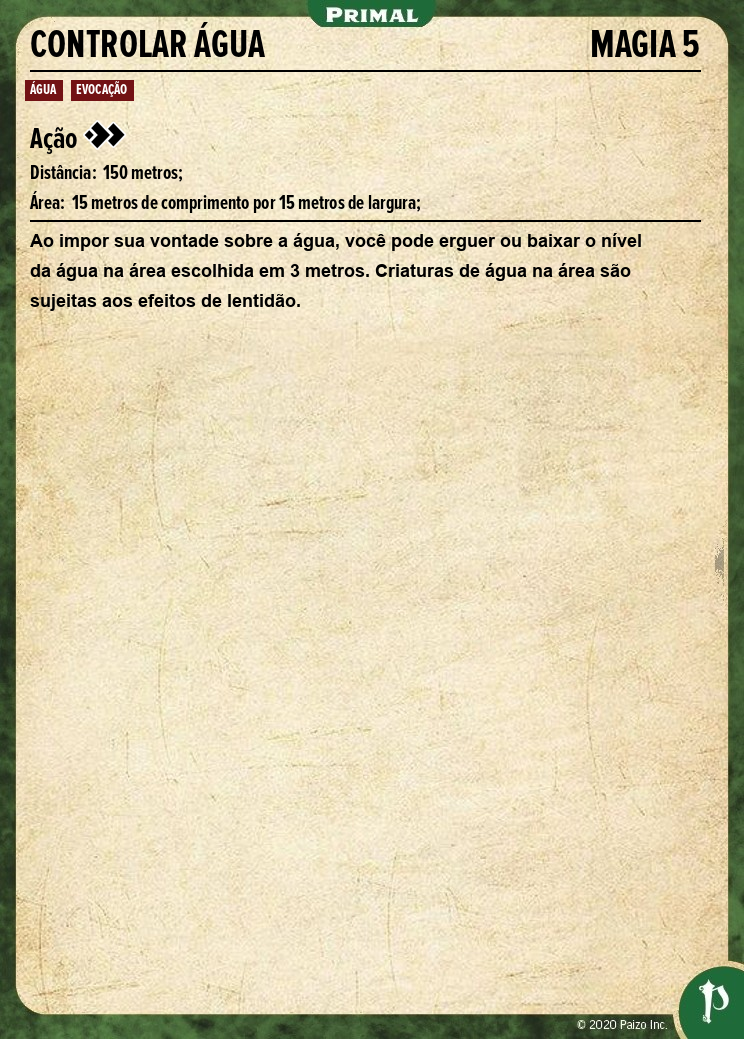 PRIMAL
CONTROLAR ÁGUA MAGIA 5
ÁGUA EVOCAÇÃO
Ação
Distância: 150 metros;
Área: 15 metros de comprimento por 15 metros de largura;
Ao impor sua vontade sobre a água, você pode erguer ou baixar o nível
da água na área escolhida em 3 metros. Criaturas de água na área são
sujeitas aos efeitos de lentidão.
© 2020 Paizo Inc.